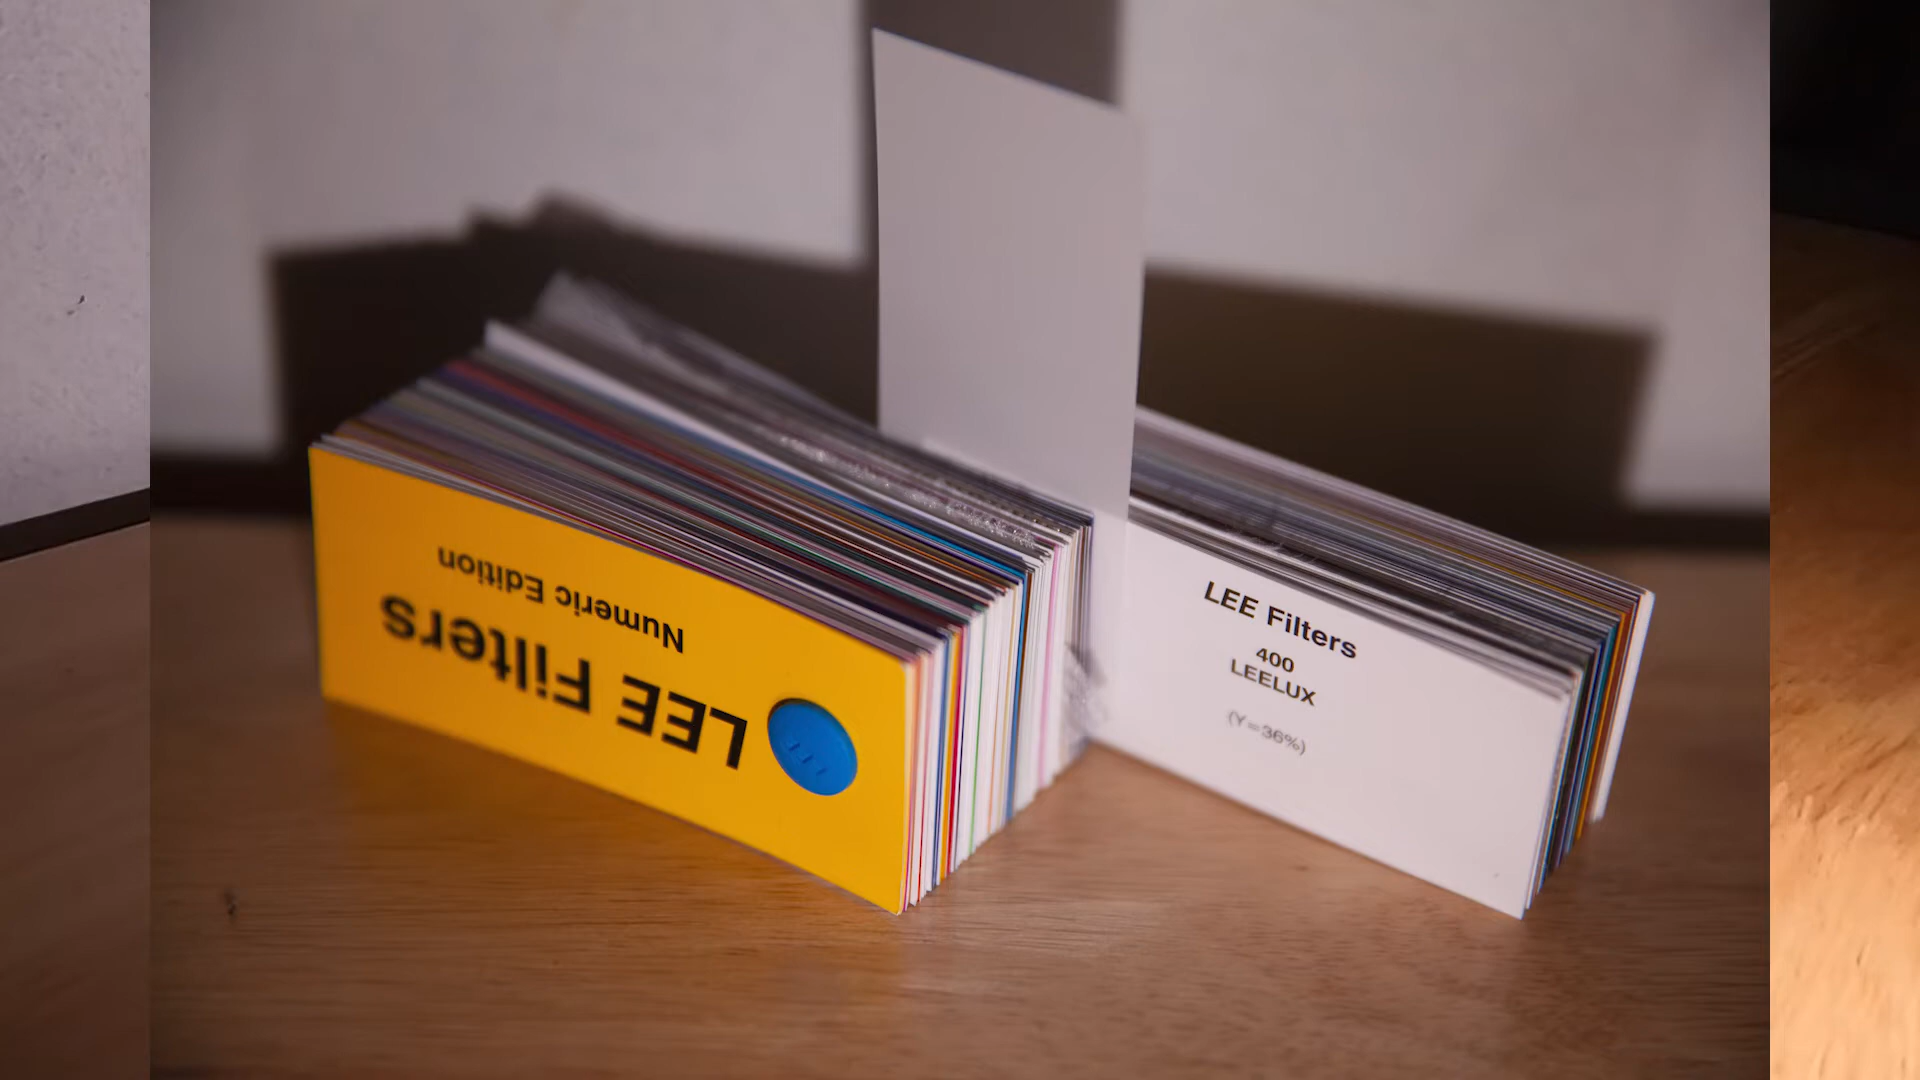 LEE Filters
Numeric Edition
LEE Filters
400
LEELUX
(Y=36%)